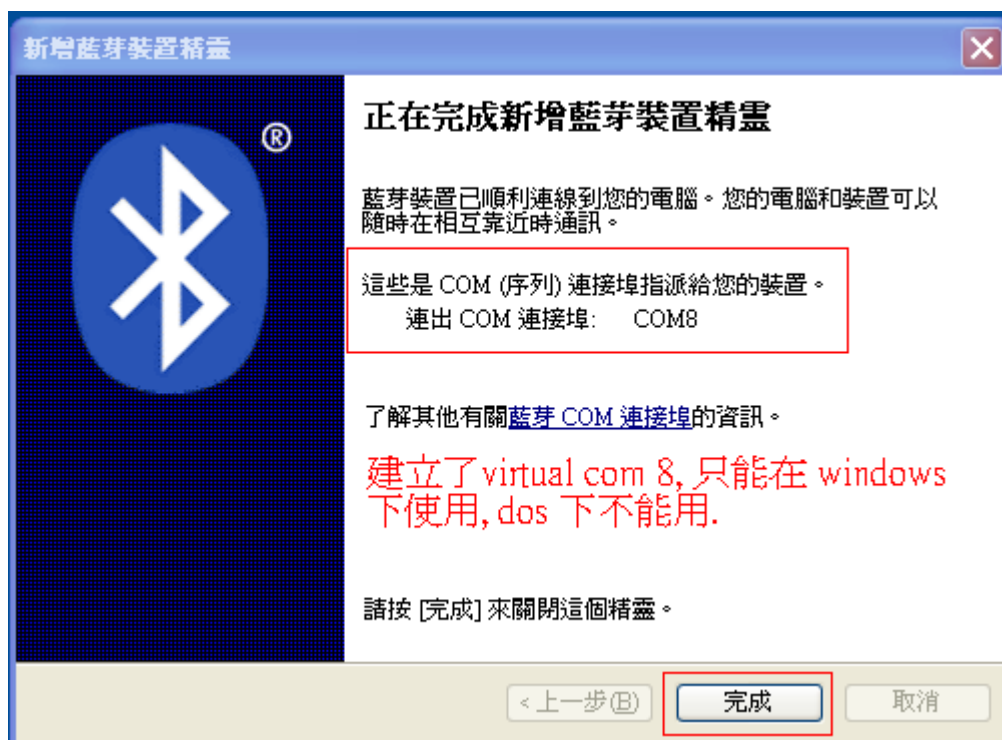 新增藍芽裝置精靈
®
正在完成新增藍芽裝置精靈
藍芽裝置已順利連線到您的電腦。您的電腦和裝置可以
隨時在相互靠近時通訊。
這些是 COM (序列) 連接埠指派給您的裝置。
連出 COM 連接埠: COM8
了解其他有關藍芽 COM 連接埠的資訊。
建立了virtual com 8, 只能在 windows
下使用, dos 下不能用.
請按 [完成] 來關閉這個精靈。
<上一步(B) 完成 取消